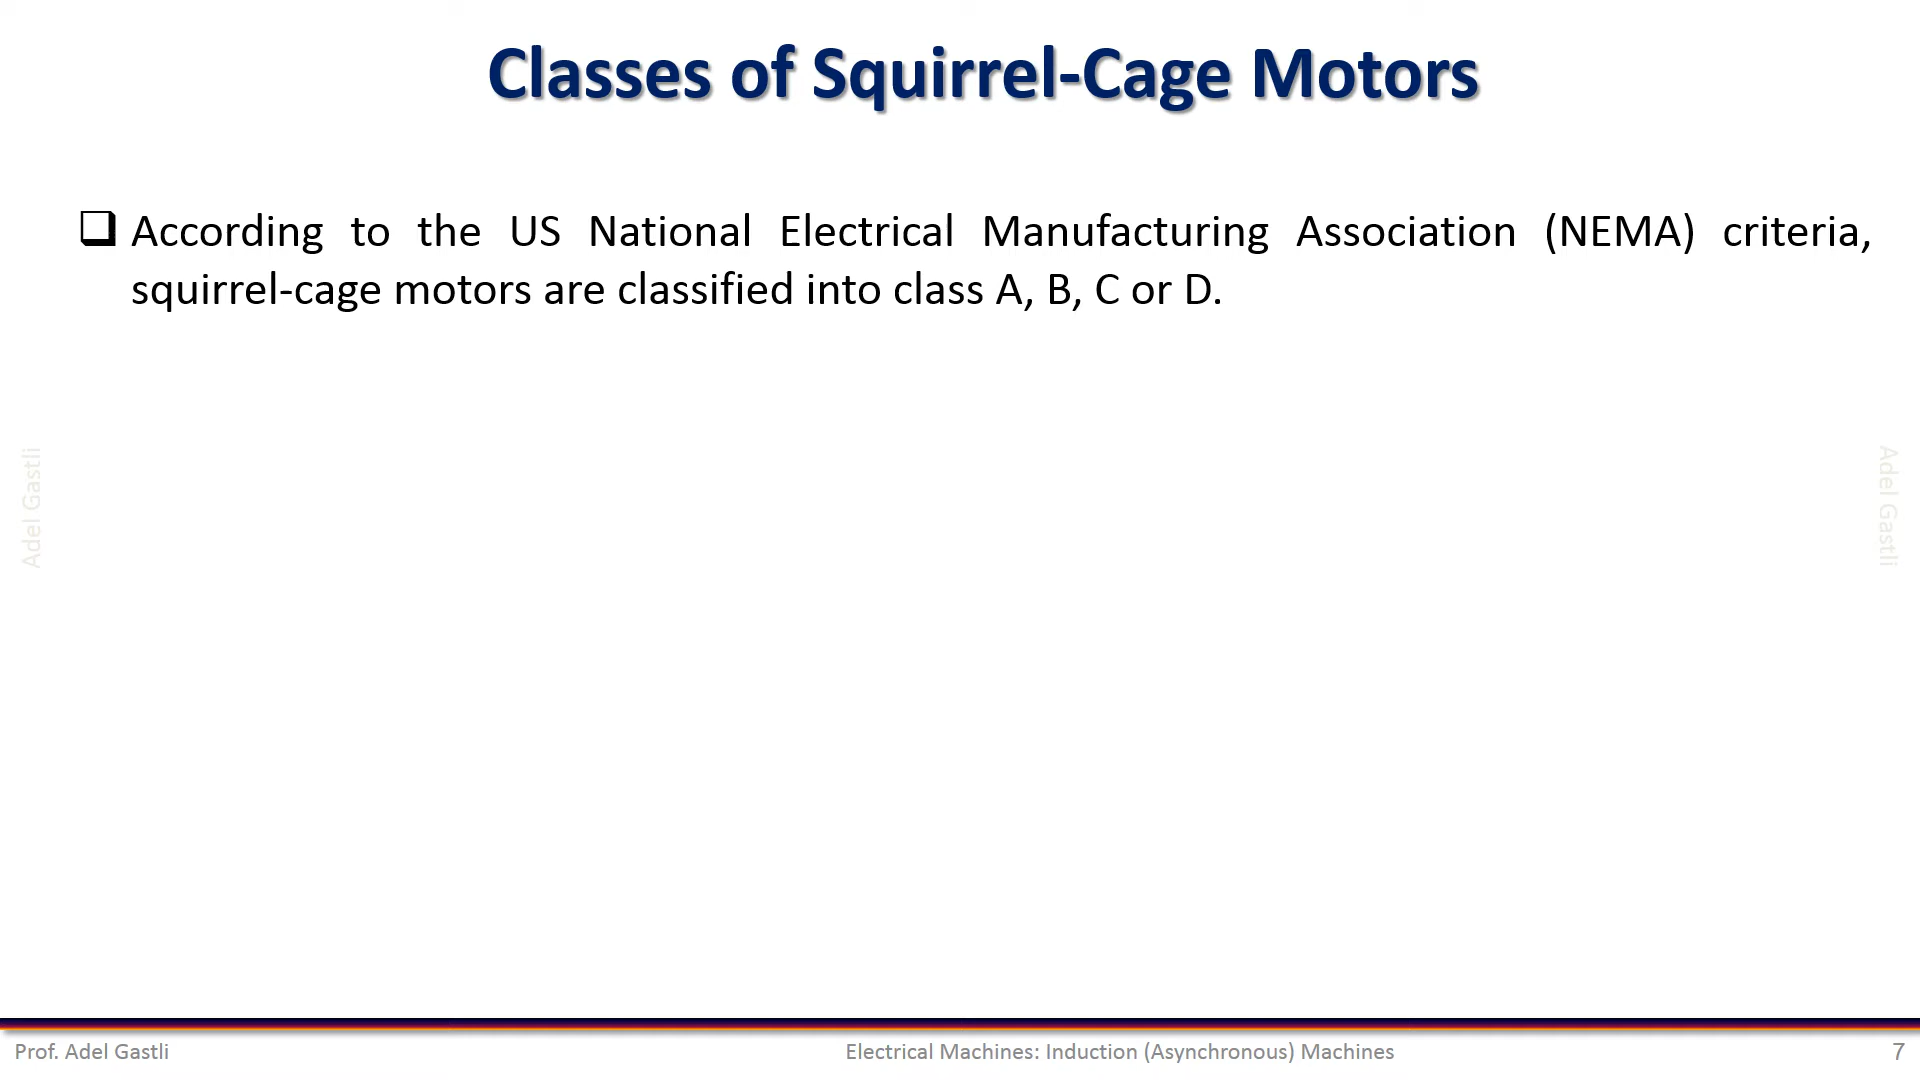 Classes of Squirrel-Cage Motors
According to the US National Electrical Manufacturing Association (NEMA) criteria,
squirrel-cage motors are classified into class A, B, C or D.
Adel Gastli
Adel Gastli
Prof. Adel Gastli
Electrical Machines: Induction (Asynchronous) Machines
7